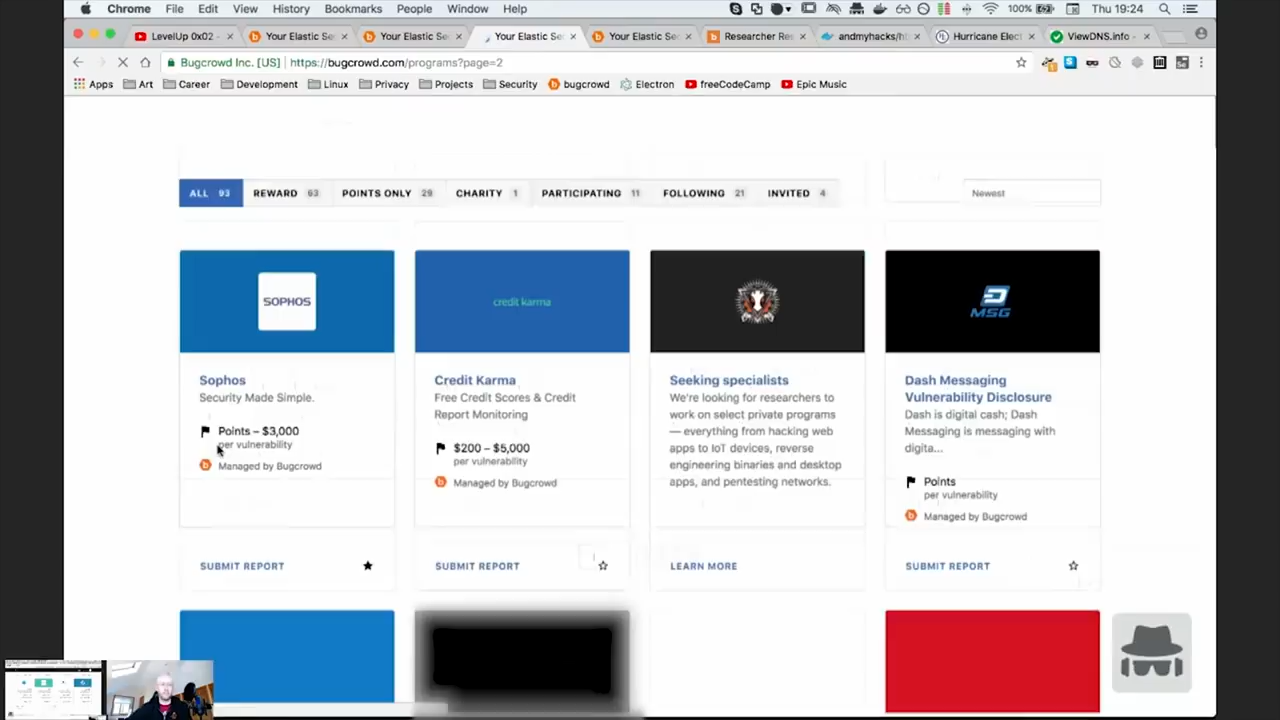 Chrome File Edit View History Bookmarks People Window Help 100% Thu 19:24
LevelUp 0x02 - Your Elastic Sec Your Elastic Sec Your Elastic Sec Your Elastic Sec Researcher Res andmyhacks/ht Hurricane Elect ViewDNS.info -
Bugcrowd Inc. [US] https://bugcrowd.com/programs?page=2
Apps Art Career Development Linux Privacy Projects Security bugcrowd Electron freeCodeCamp Epic Music
ALL 93 REWARD 63 POINTS ONLY 29 CHARITY 1 PARTICIPATING 11 FOLLOWING 21 INVITED 4 Newest
SOPHOS
Sophos
Security Made Simple.
Points – $3,000
per vulnerability
Managed by Bugcrowd
SUBMIT REPORT
credit karma
Credit Karma
Free Credit Scores & Credit
Report Monitoring
$200 – $5,000
per vulnerability
Managed by Bugcrowd
SUBMIT REPORT
Seeking specialists
We're looking for researchers to
work on select private programs
— everything from hacking web
apps to IoT devices, reverse
engineering binaries and desktop
apps, and pentesting networks.
LEARN MORE
MSG
Dash Messaging
Vulnerability Disclosure
Dash is digital cash; Dash
Messaging is messaging with
digita...
Points
per vulnerability
Managed by Bugcrowd
SUBMIT REPORT